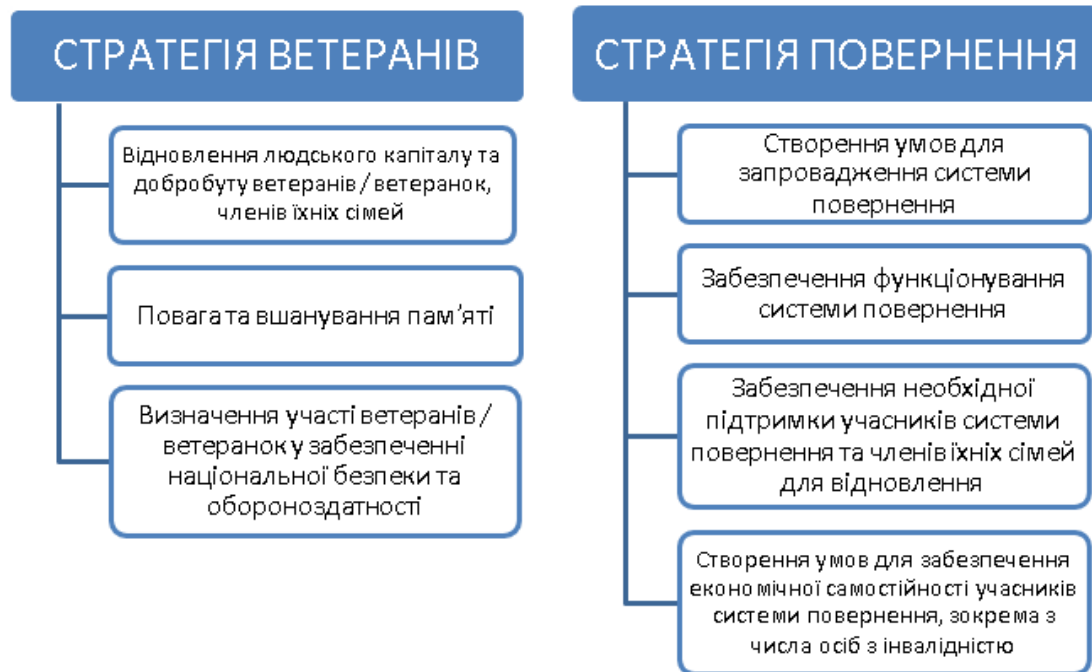 СТРАТЕГІЯ ВЕТЕРАНІВ
Відновлення людського капіталу та
добробуту ветеранів / ветеранок,
членів їхніх сімей
Повага та вшанування пам’яті
Визначення участі ветеранів /
ветеранок у забезпеченні
національної безпеки та
обороноздатності
СТРАТЕГІЯ ПОВЕРНЕННЯ
Створення умов для
запровадження системи
повернення
Забезпечення функціонування
системи повернення
Забезпечення необхідної
підтримки учасників системи
повернення та членів їхніх сімей
для відновлення
Створення умов для забезпечення
економічної самостійності учасників
системи повернення, зокрема з
числа осіб з інвалідністю